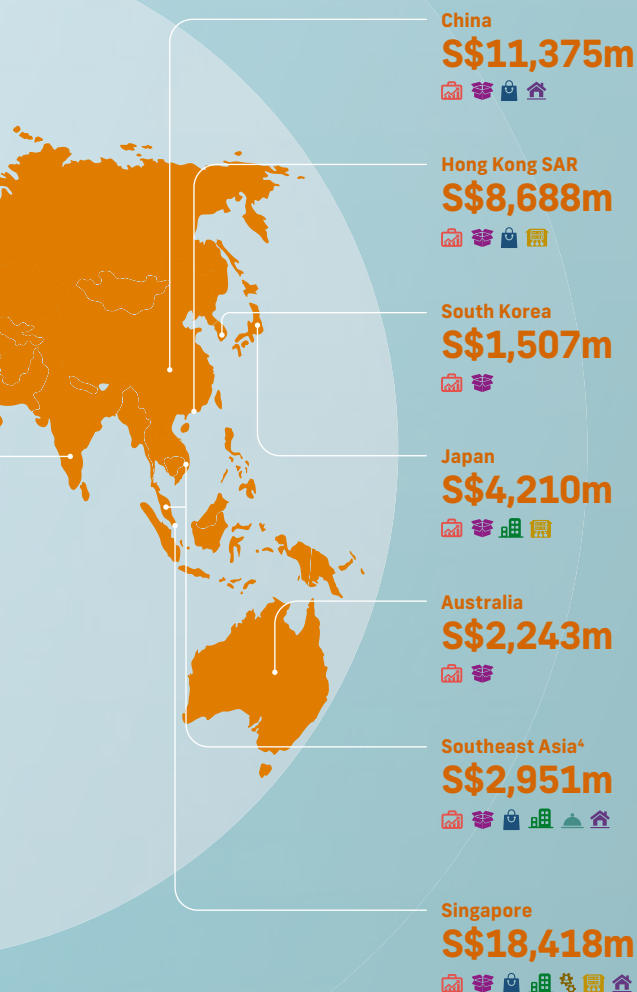 China
S$11,375m
Hong Kong SAR
S$8,688m
South Korea
S$1,507m
Japan
S$4,210m
Australia
S$2,243m
Southeast Asia⁴
S$2,951m
Singapore
S$18,418m